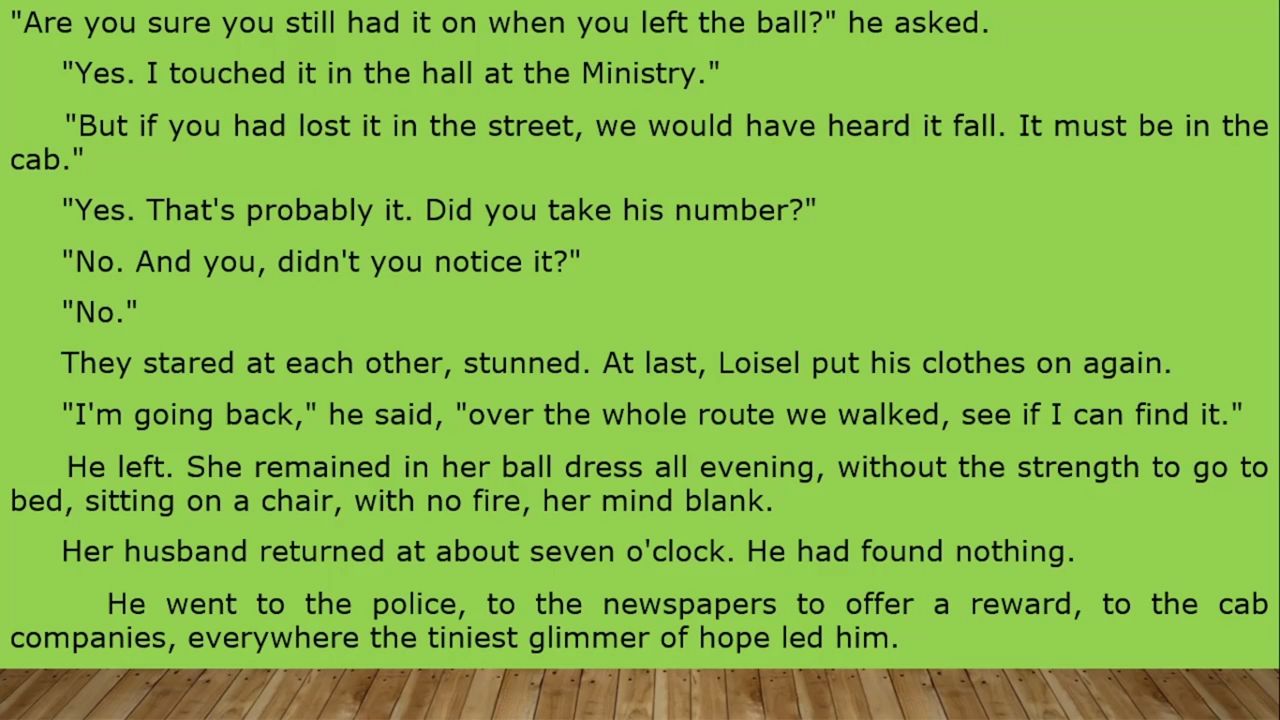 "Are you sure you still had it on when you left the ball?" he asked.
"Yes. I touched it in the hall at the Ministry."
"But if you had lost it in the street, we would have heard it fall. It must be in the
cab."
"Yes. That's probably it. Did you take his number?"
"No. And you, didn't you notice it?"
"No."
They stared at each other, stunned. At last, Loisel put his clothes on again.
"I'm going back," he said, "over the whole route we walked, see if I can find it."
He left. She remained in her ball dress all evening, without the strength to go to
bed, sitting on a chair, with no fire, her mind blank.
Her husband returned at about seven o'clock. He had found nothing.
He went to the police, to the newspapers to offer a reward, to the cab
companies, everywhere the tiniest glimmer of hope led him.